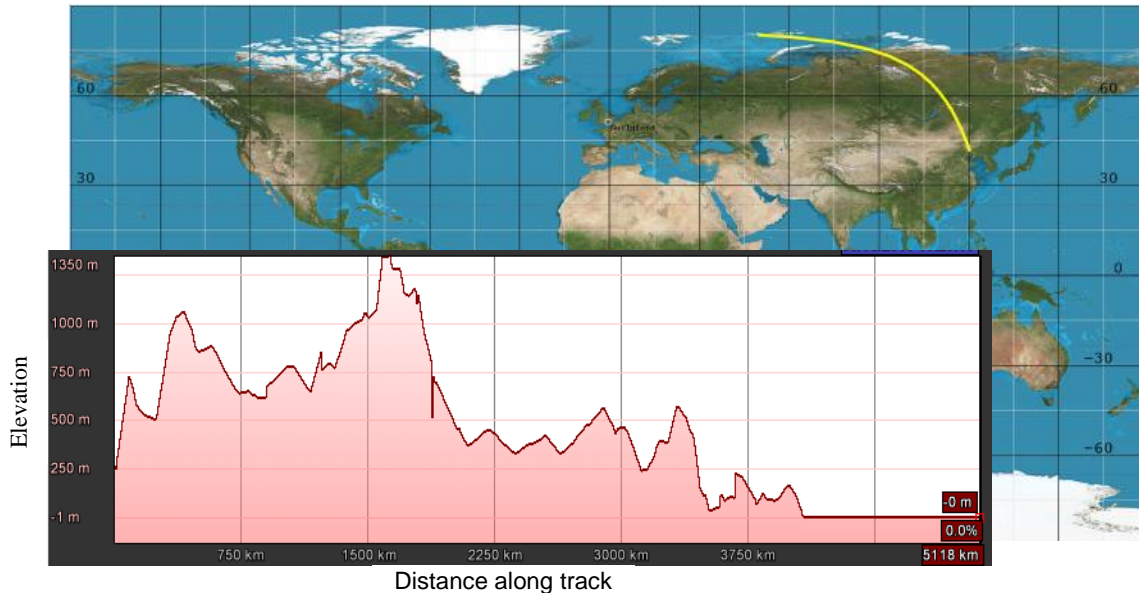 60
60
30
30
1350 m
0
1000 m
750 m
-30
500 m
250 m
-60
-1 m
-0 m
0.0%
750 km
1500 km
2250 km
3000 km
3750 km
5118 km
Elevation
Distance along track